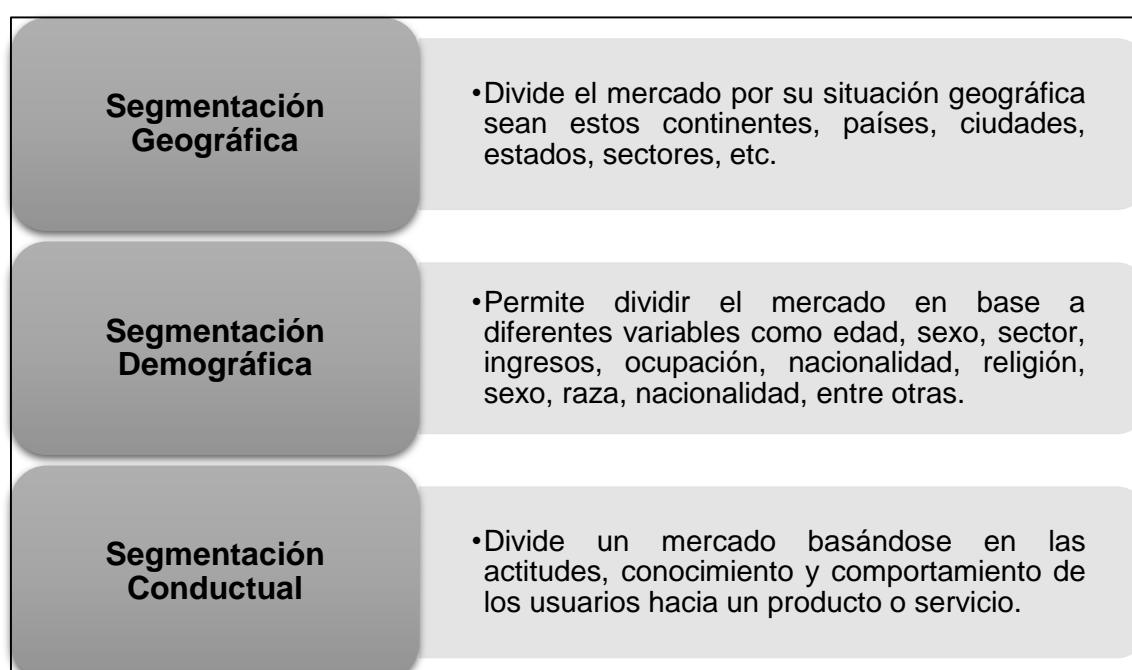 Segmentación
Geográfica
•Divide el mercado por su situación geográfica
sean estos continentes, países, ciudades,
estados, sectores, etc.
Segmentación
Demográfica
•Permite dividir el mercado en base a
diferentes variables como edad, sexo, sector,
ingresos, ocupación, nacionalidad, religión,
sexo, raza, nacionalidad, entre otras.
Segmentación
Conductual
•Divide un mercado basándose en las
actitudes, conocimiento y comportamiento de
los usuarios hacia un producto o servicio.